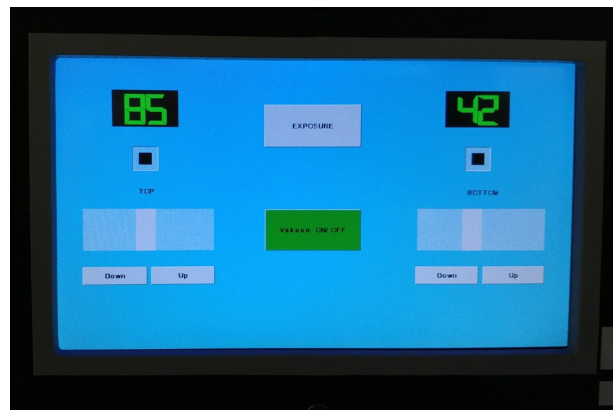 85
42
EXPOSURE
TOP
BOTTOM
Vakuum ON/OFF
Down Up
Down Up